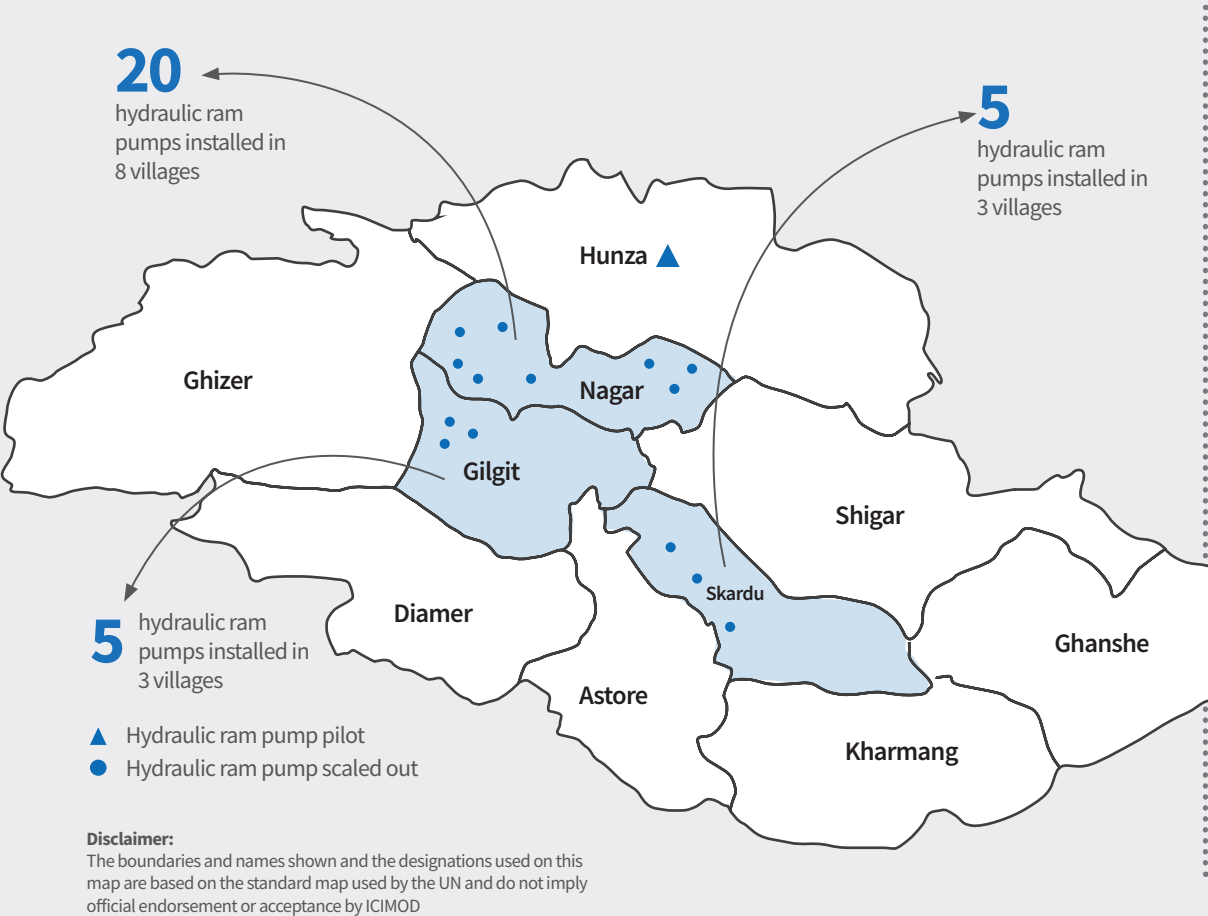 20
hydraulic ram
pumps installed in
8 villages
5
hydraulic ram
pumps installed in
3 villages
Hunza
Ghizer
Nagar
Gilgit
Shigar
Skardu
Diamer
Ghanshe
Astore
Kharmang
5
hydraulic ram
pumps installed in
3 villages
Hydraulic ram pump pilot
Hydraulic ram pump scaled out
Disclaimer:
The boundaries and names shown and the designations used on this
map are based on the standard map used by the UN and do not imply
official endorsement or acceptance by ICIMOD